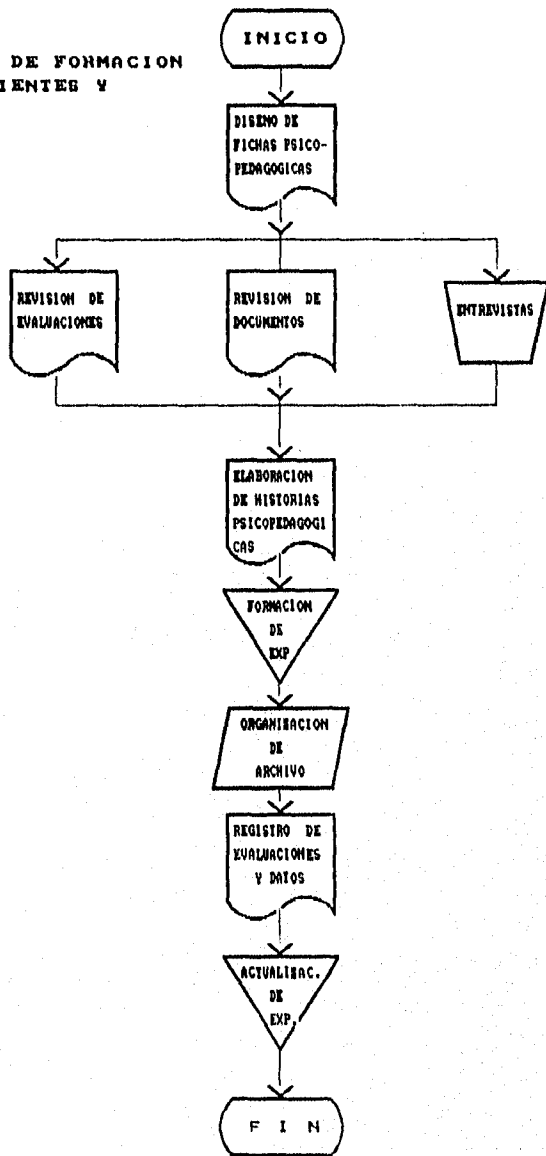 INICIO
DE FORMACION
IENTES Y
DISENO DE
FICHAS PSICO-
PEDAGOGICAS
REVISION DE
EVALUACIONES
REVISION DE
DOCUMENTOS
ENTREVISTAS
ELABORACION
DE HISTORIAS
PSICOPEDAGOGI
CAS
FORMACION
DE
EXP
ORGANIZACION
DE
ARCHIVO
REGISTRO DE
EVALUACIONES
Y DATOS
ACTUALIZAC.
DE
EXP.
F I N